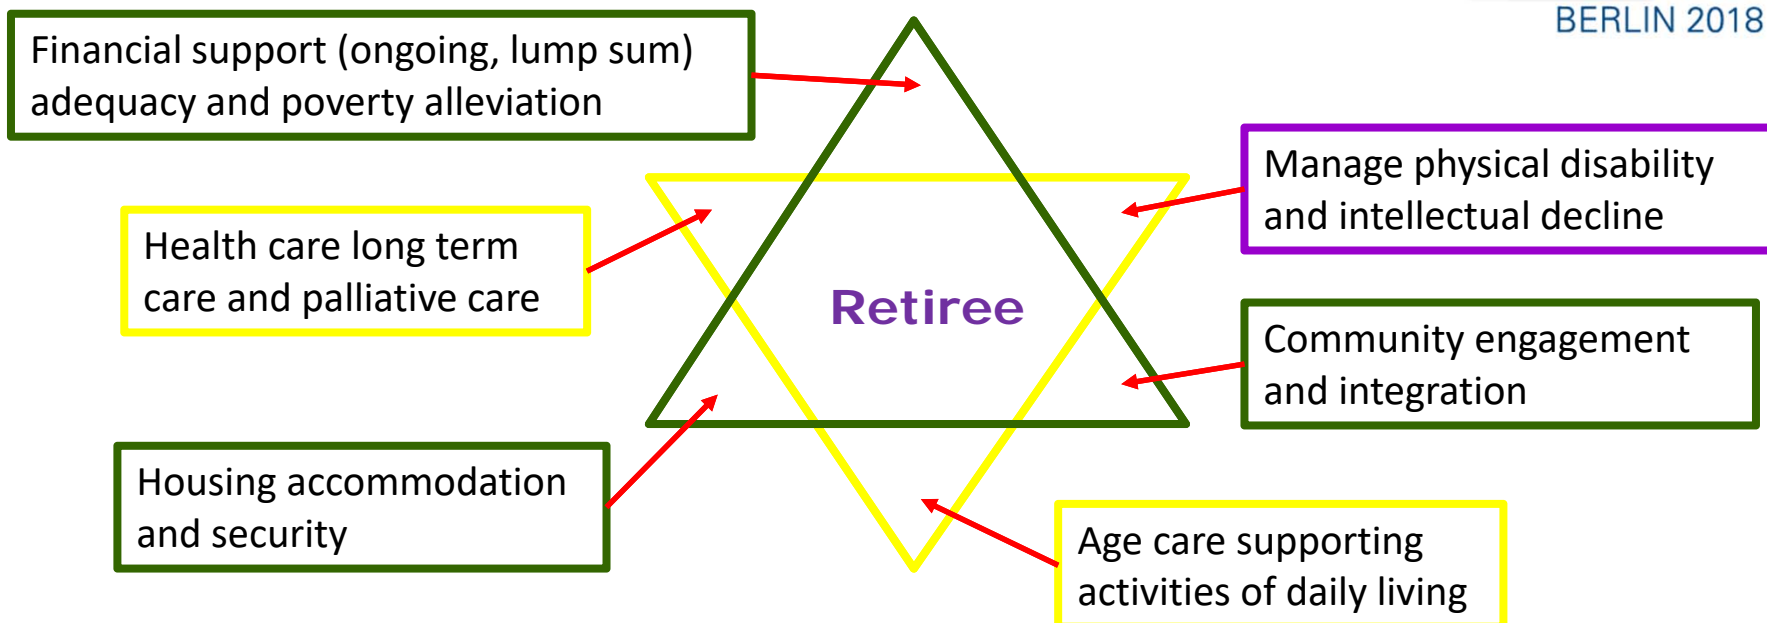 BERLIN 2018
Financial support (ongoing, lump sum)
adequacy and poverty alleviation
Manage physical disability
and intellectual decline
Health care long term
care and palliative care
Retiree
Community engagement
and integration
Housing accommodation
and security
Age care supporting
activities of daily living